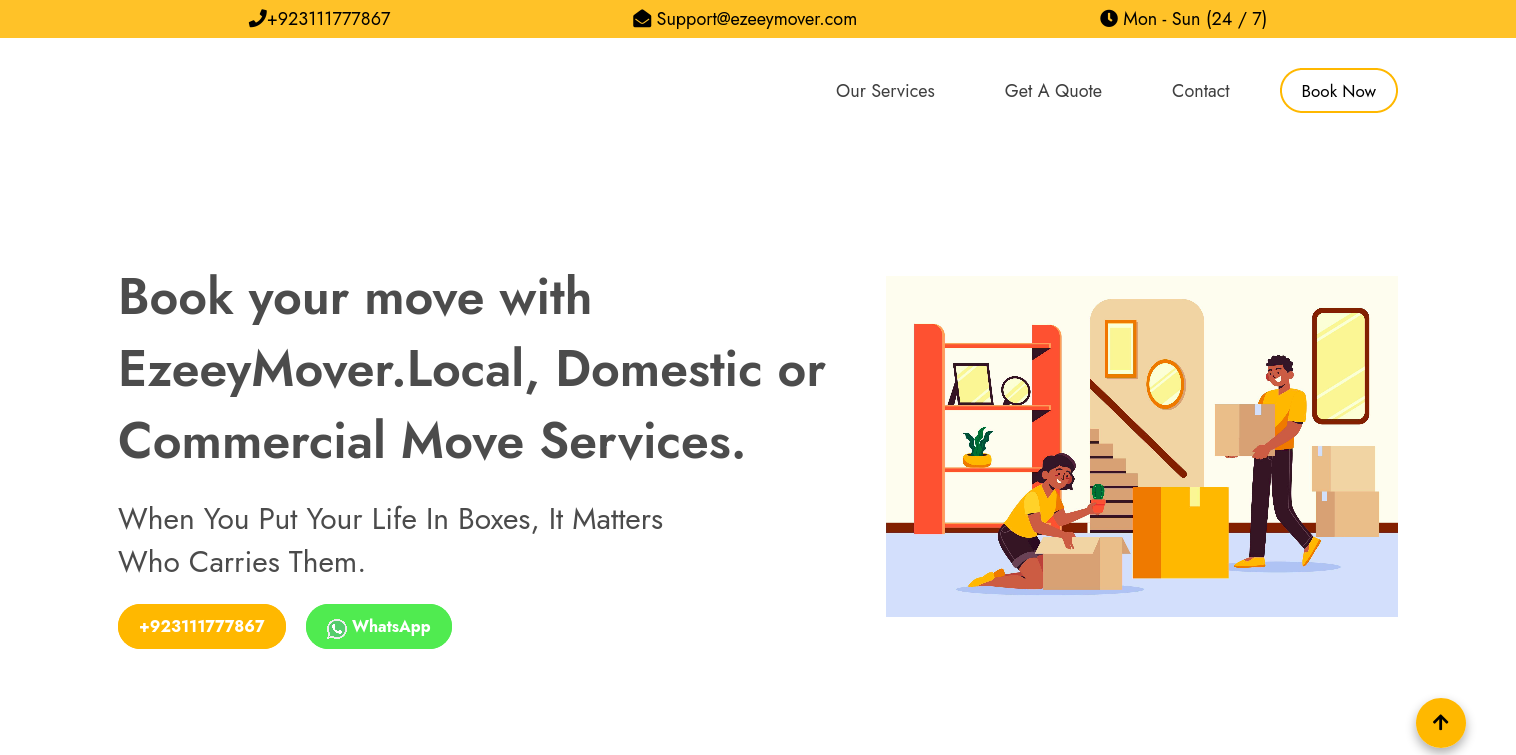 +923111777867
Support@ezeeymover.com
Mon - Sun (24 / 7)
Our Services
Get A Quote
Contact
Book Now
Book your move with
EzeeyMover.Local, Domestic or
Commercial Move Services.
When You Put Your Life In Boxes, It Matters
Who Carries Them.
+923111777867
WhatsApp